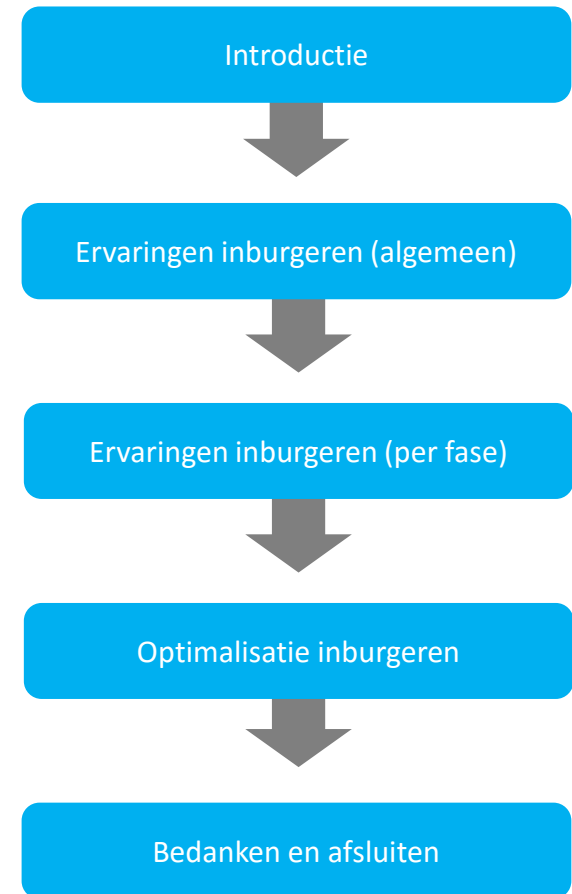 Introductie
Ervaringen inburgeren (algemeen)
Ervaringen inburgeren (per fase)
Optimalisatie inburgeren
Bedanken en afsluiten